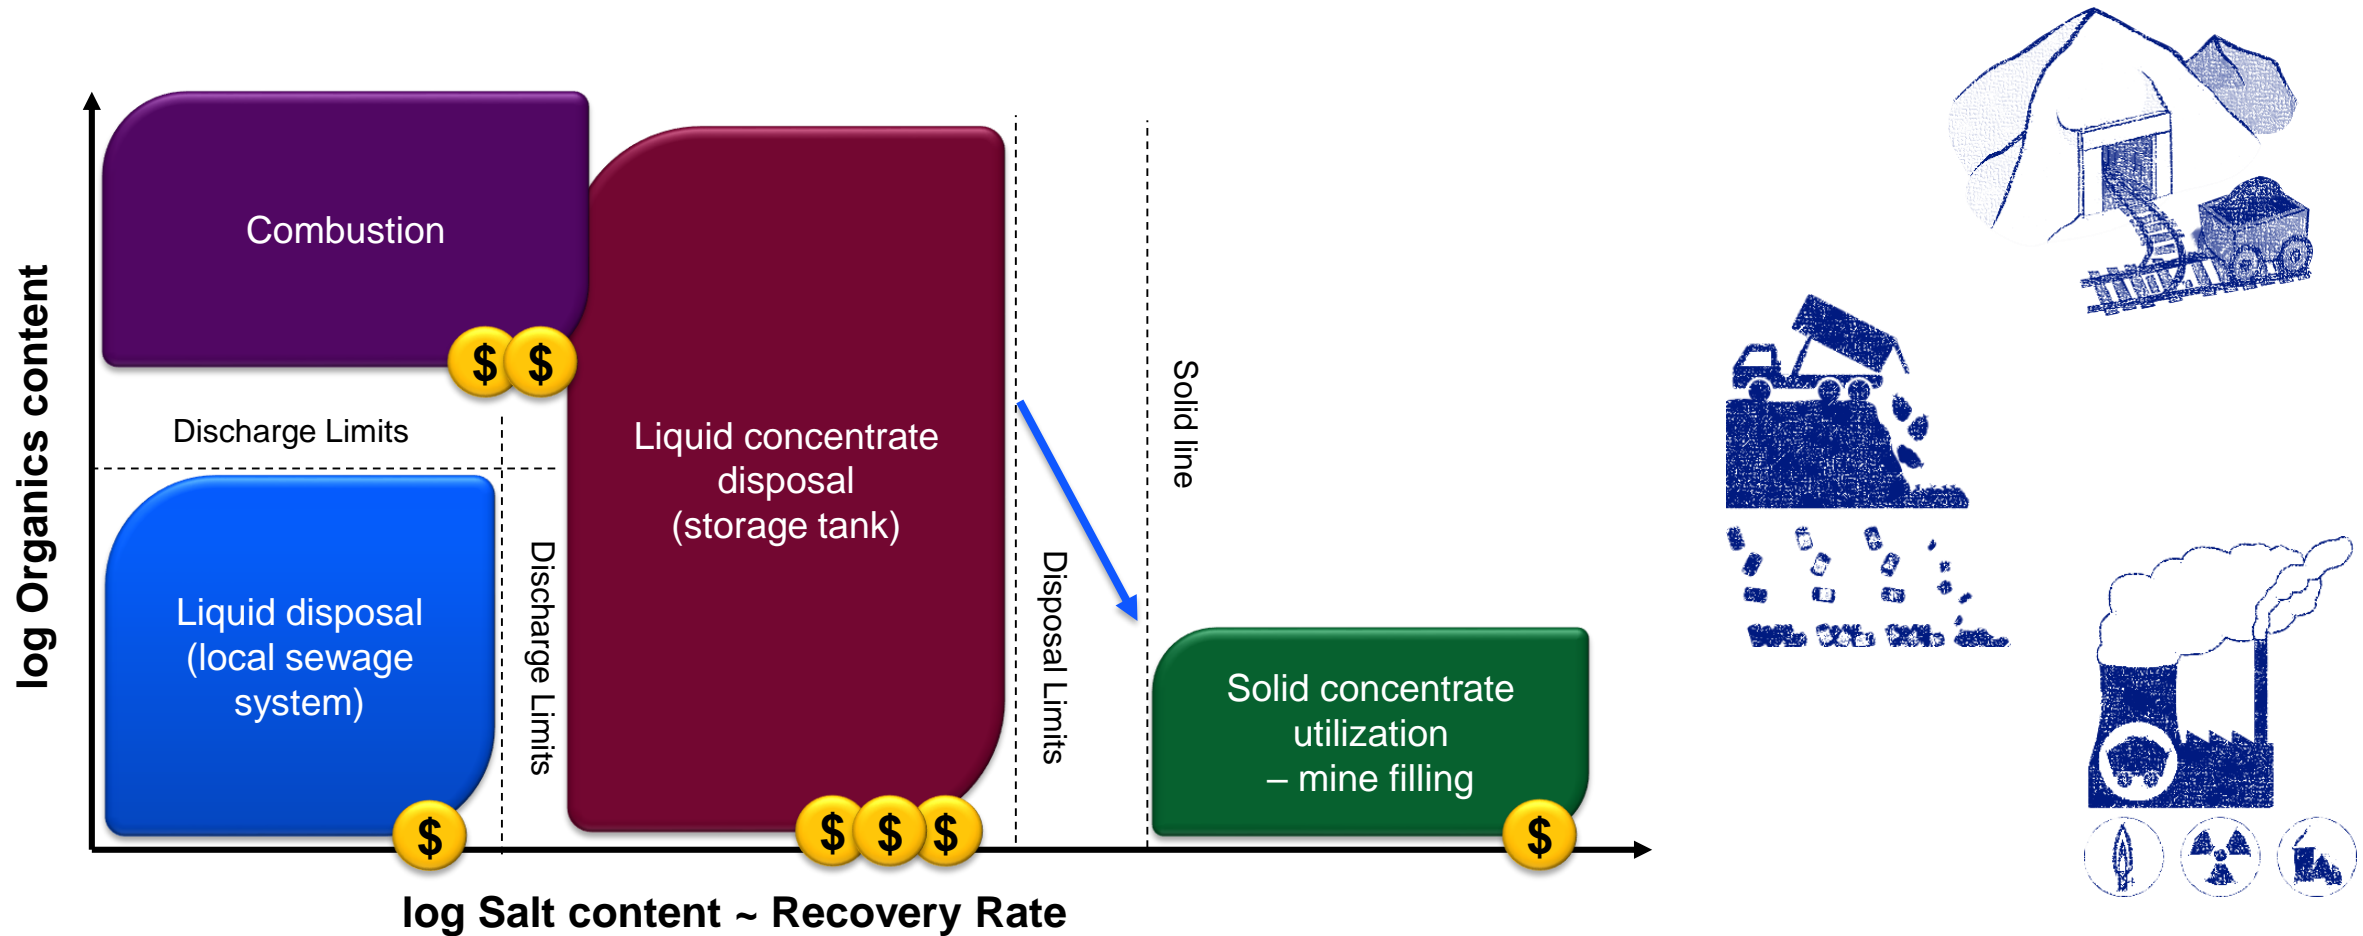 log Organics content
Combustion
$ $
Discharge Limits
Liquid disposal
(local sewage
system)
$
Discharge Limits
Liquid concentrate
disposal
(storage tank)
$ $ $
Disposal Limits
Solid line
Solid concentrate
utilization
– mine filling
$
log Salt content ~ Recovery Rate